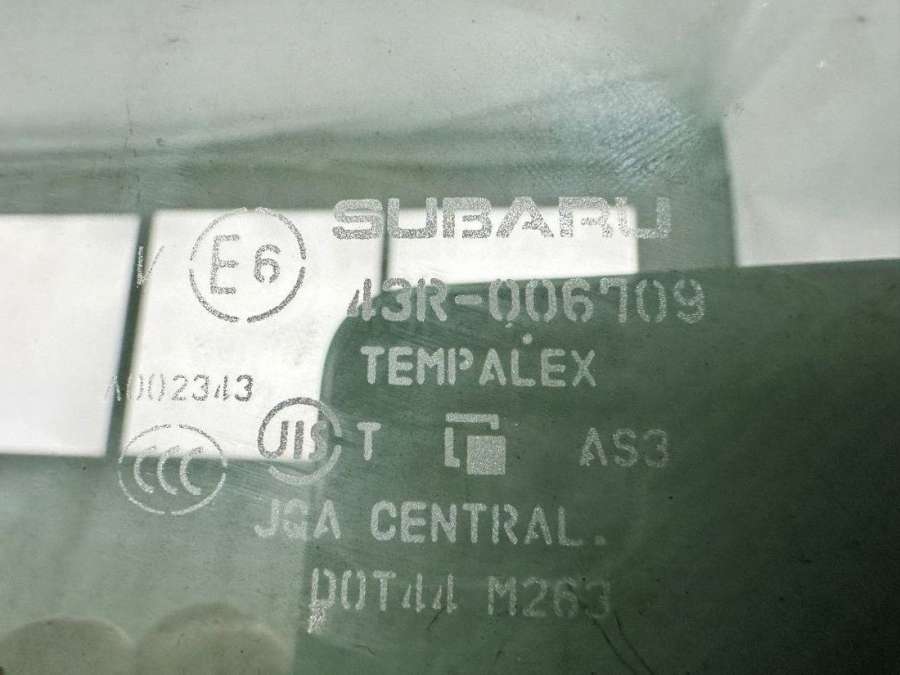 SUBARU
E6
43R-006709
TEMPALEX
A002343
CCC
JIS T AS3
JQA CENTRAL.
DOT44 M263